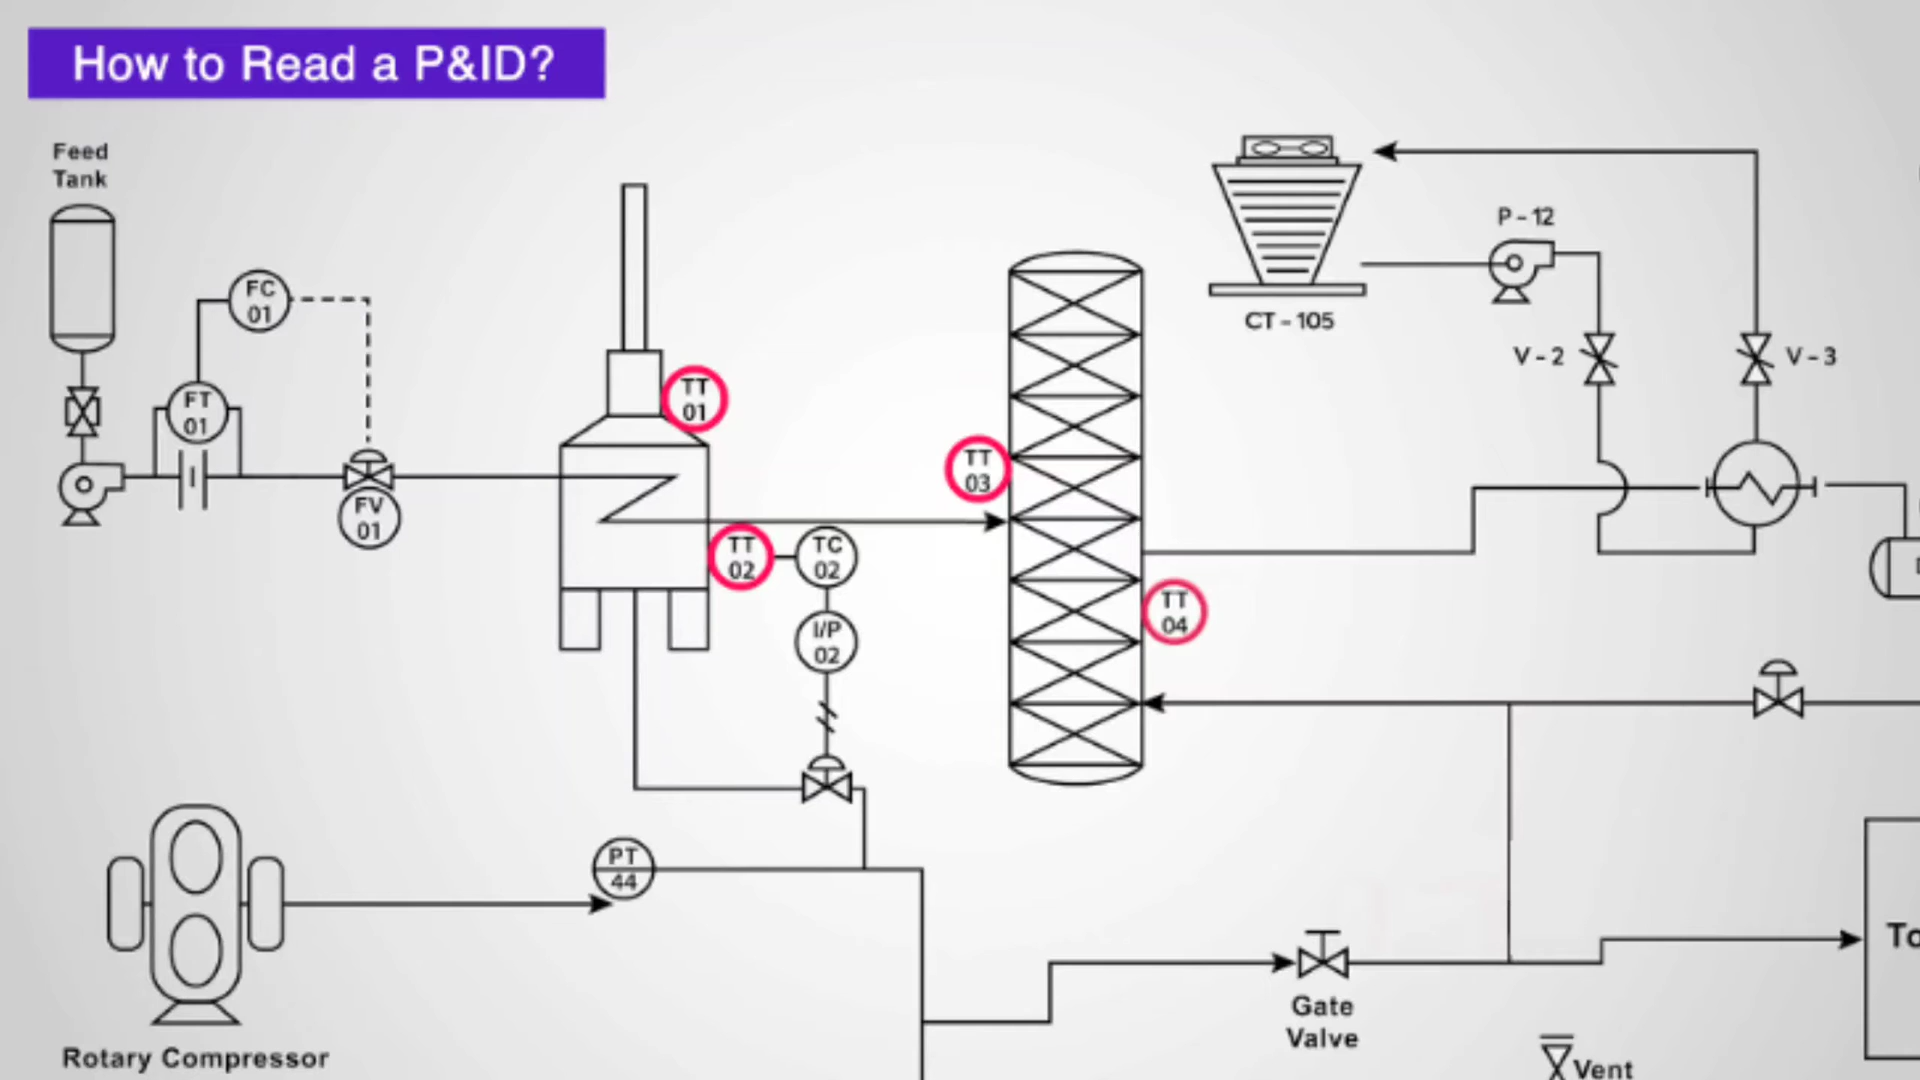 How to Read a P&ID?
Feed
Tank
FC
01
FT
01
FV
01
TT
01
TT
02
TC
02
I/P
02
TT
03
TT
04
CT - 105
P - 12
V - 2
V - 3
PT
44
Rotary Compressor
Gate
Valve
Vent
To